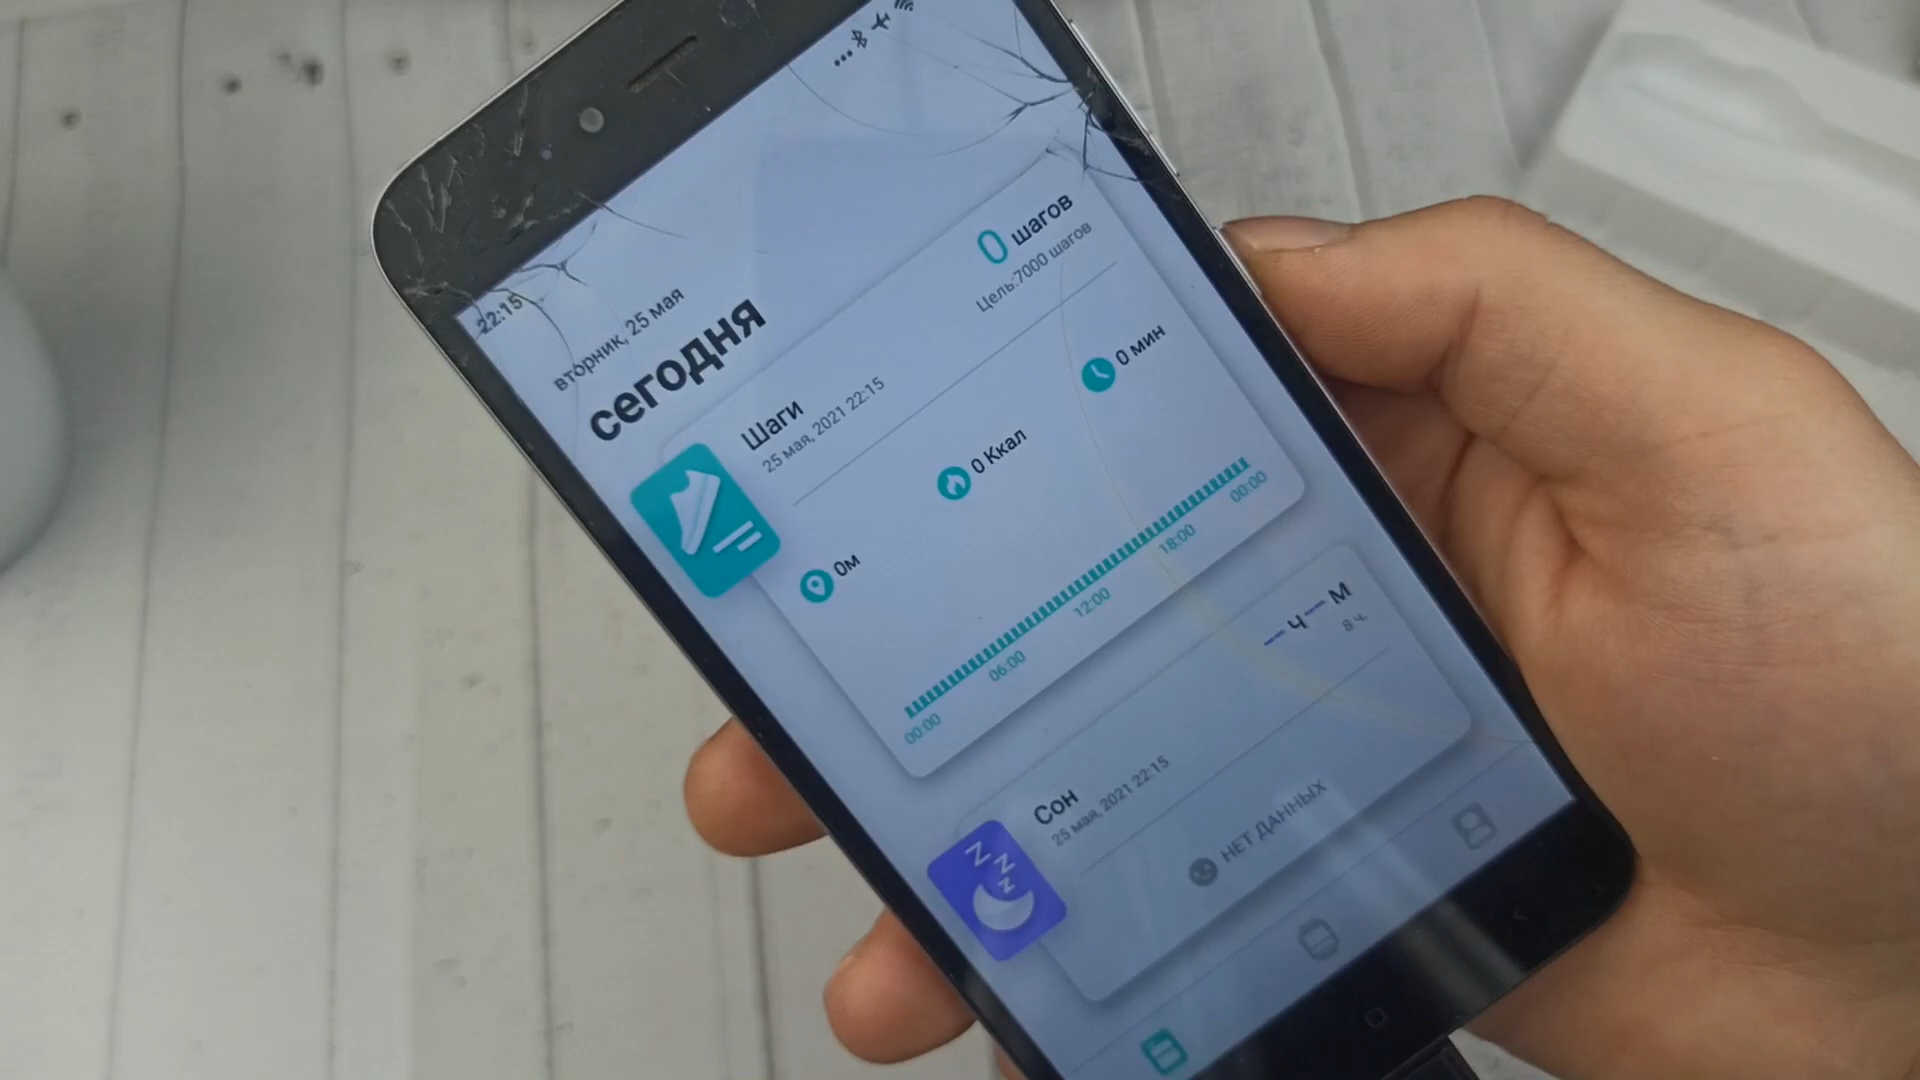 22:15
вторник, 25 мая
сегодня
Шаги
25 мая, 2021 22:15
0 шагов
Цель:7000 шагов
0м
0 Ккал
0 мин
00:00
06:00
12:00
18:00
00:00
Сон
25 мая, 2021 22:15
-- ч -- м
8 ч.
НЕТ ДАННЫХ